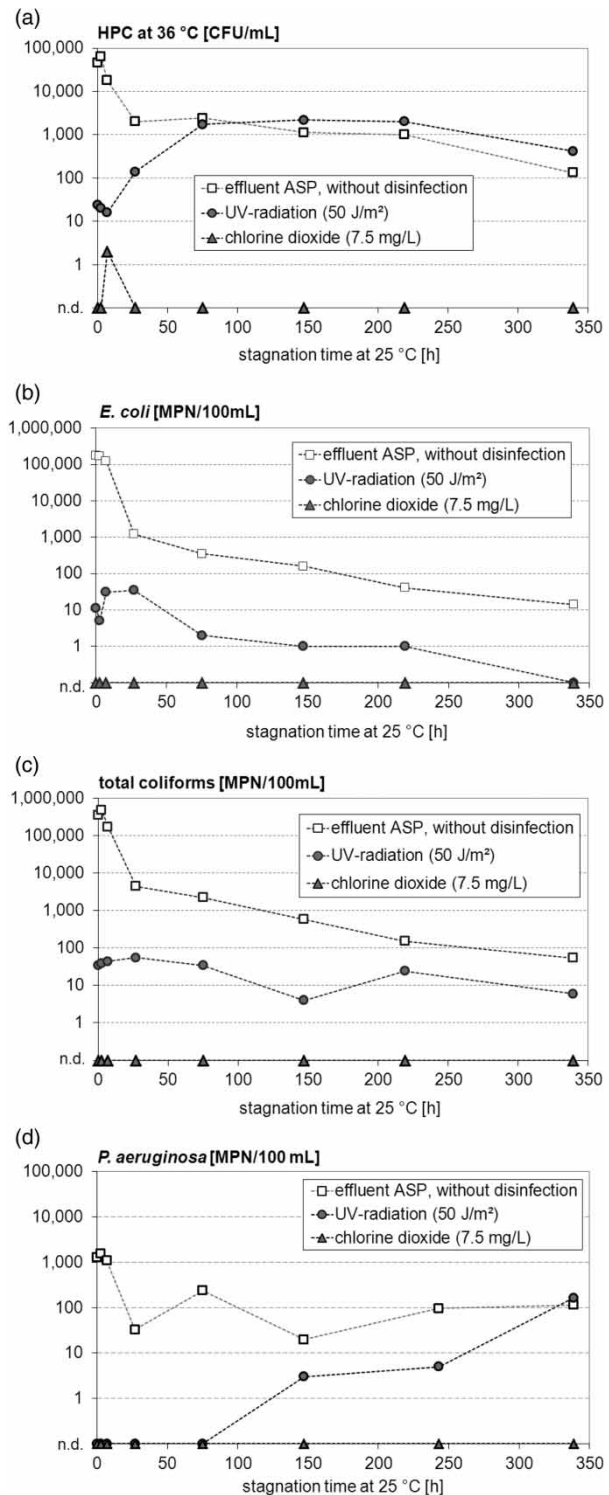 (a)
HPC at 36 °C [CFU/mL]
100,000
10,000
1,000
100
10
1
n.d.
effluent ASP, without disinfection
UV-radiation (50 J/m²)
chlorine dioxide (7.5 mg/L)
0 50 100 150 200 250 300 350
stagnation time at 25 °C [h]
(b)
E. coli [MPN/100mL]
1,000,000
100,000
10,000
1,000
100
10
1
n.d.
effluent ASP, without disinfection
UV-radiation (50 J/m²)
chlorine dioxide (7.5 mg/L)
0 50 100 150 200 250 300 350
stagnation time at 25 °C [h]
(c)
total coliforms [MPN/100mL]
1,000,000
100,000
10,000
1,000
100
10
1
n.d.
effluent ASP, without disinfection
UV-radiation (50 J/m²)
chlorine dioxide (7.5 mg/L)
0 50 100 150 200 250 300 350
stagnation time at 25 °C [h]
(d)
P. aeruginosa [MPN/100 mL]
100,000
10,000
1,000
100
10
1
n.d.
effluent ASP, without disinfection
UV-radiation (50 J/m²)
chlorine dioxide (7.5 mg/L)
0 50 100 150 200 250 300 350
stagnation time at 25 °C [h]